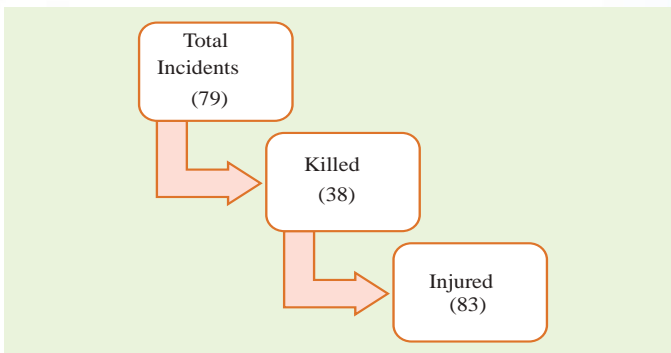 Total
Incidents
(79)
Killed
(38)
Injured
(83)